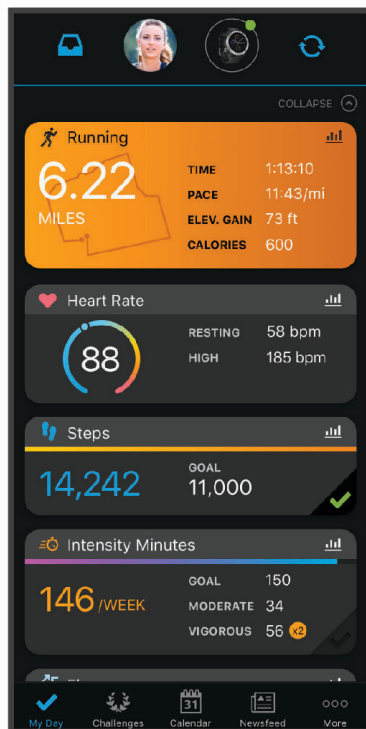 COLLAPSE
Running
6.22
MILES
TIME 1:13:10
PACE 11:43/mi
ELEV. GAIN 73 ft
CALORIES 600
Heart Rate
88
RESTING 58 bpm
HIGH 185 bpm
Steps
14,242
GOAL
11,000
Intensity Minutes
146 /WEEK
GOAL 150
MODERATE 34
VIGOROUS 56 x2
31
My Day Challenges Calendar Newsfeed More